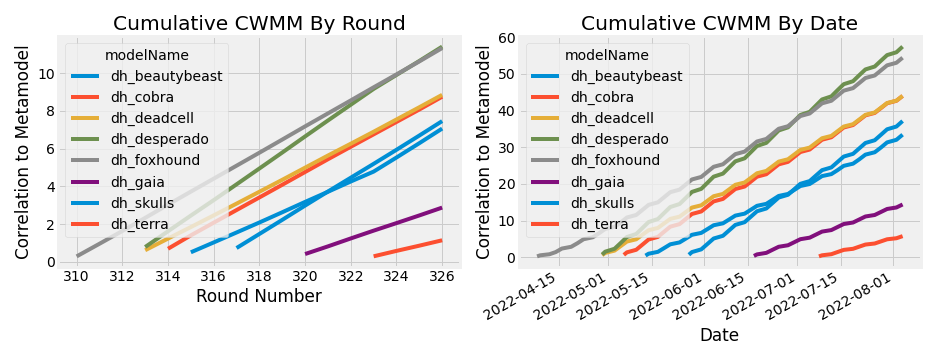 Cumulative CWMM By Round
Correlation to Metamodel
10
8
6
4
2
0
modelName
dh_beautybeast
dh_cobra
dh_deadcell
dh_desperado
dh_foxhound
dh_gaia
dh_skulls
dh_terra
310 312 314 316 318 320 322 324 326
Round Number
Cumulative CWMM By Date
Correlation to Metamodel
60
50
40
30
20
10
0
modelName
dh_beautybeast
dh_cobra
dh_deadcell
dh_desperado
dh_foxhound
dh_gaia
dh_skulls
dh_terra
2022-04-15 2022-05-01 2022-05-15 2022-06-01 2022-06-15 2022-07-01 2022-07-15 2022-08-01
Date